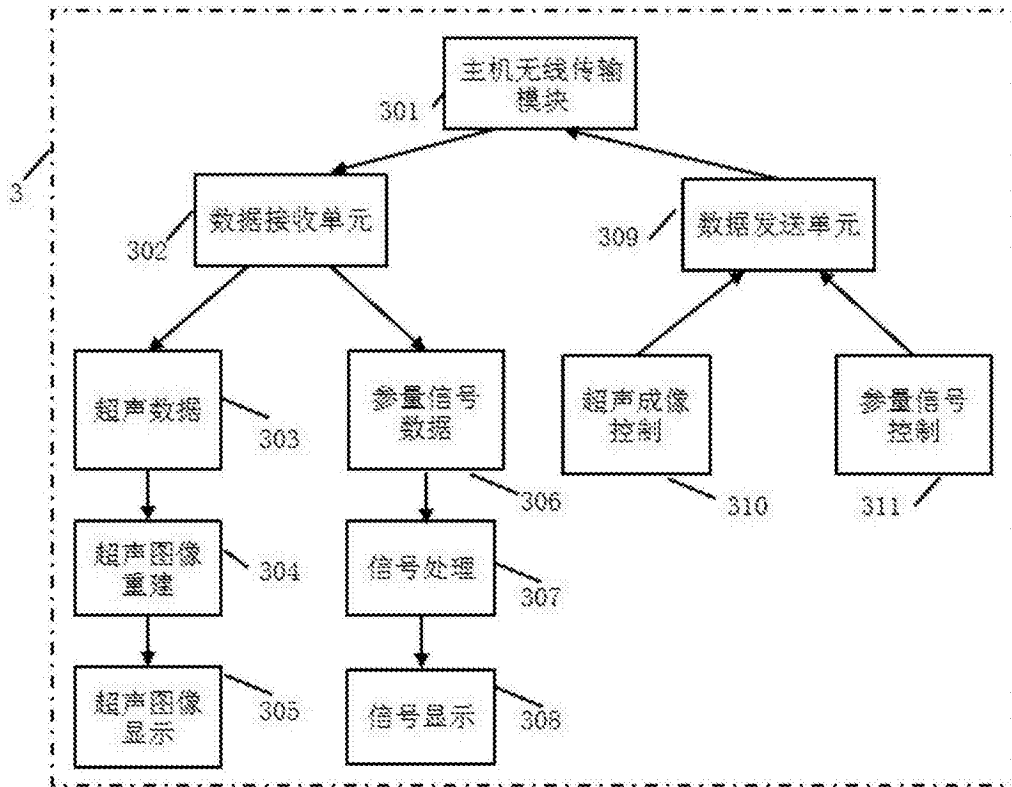 主机无线传输
模块
301
3
数据接收单元
302
数据发送单元
309
超声数据
303
参量信号
数据
306
超声成像
控制
310
参量信号
控制
311
超声图像
重建
304
信号处理
307
超声图像
显示
305
信号显示
308